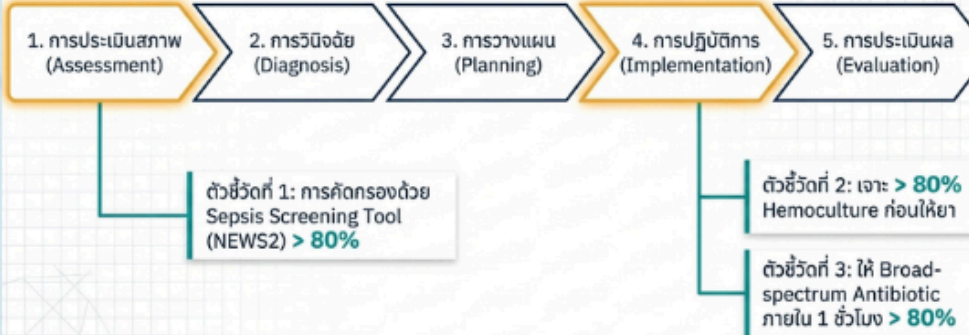 1. การประเมินสภาพ
(Assessment)
2. การวินิจฉัย
(Diagnosis)
3. การวางแผน
(Planning)
4. การปฏิบัติการ
(Implementation)
5. การประเมินผล
(Evaluation)
ตัวชี้วัดที่ 1: การคัดกรองด้วย
Sepsis Screening Tool
(NEWS2) > 80%
ตัวชี้วัดที่ 2: เจาะ > 80%
Hemoculture ก่อนให้ยา
ตัวชี้วัดที่ 3: ให้ Broad-
spectrum Antibiotic
ภายใน 1 ชั่วโมง > 80%